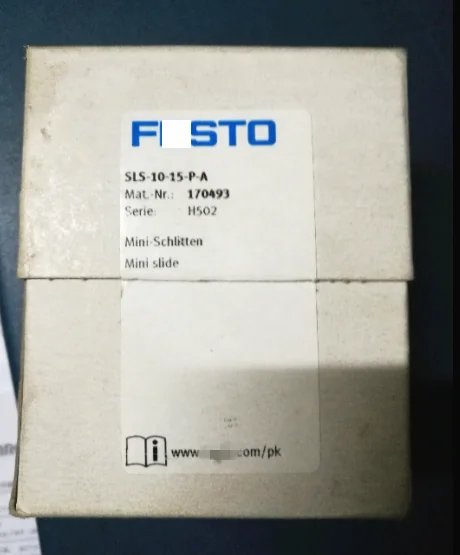 F STO
SLS-10-15-P-A
Mat.-Nr.: 170493
Serie: H502
Mini-Schlitten
Mini slide
www. .com/pk